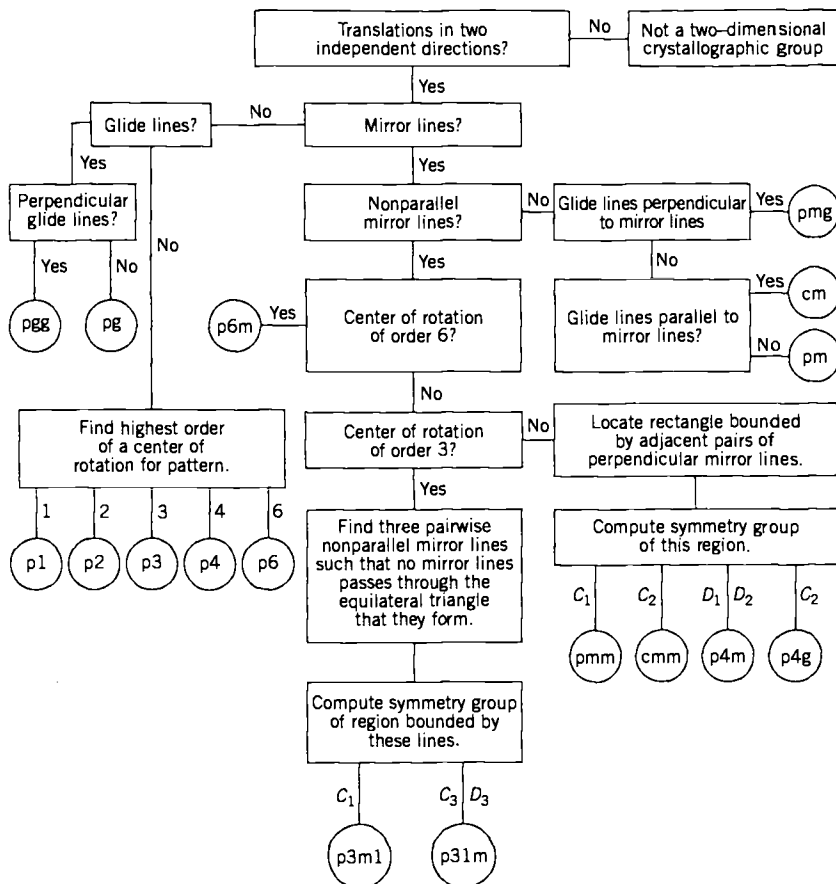 Translations in two
independent directions?
No
Not a two-dimensional
crystallographic group
Yes
Glide lines?
No
Mirror lines?
Yes
Yes
Perpendicular
glide lines?
Nonparallel
mirror lines?
No
Glide lines perpendicular
to mirror lines
Yes
pmg
Yes
No
No
Yes
No
pgg
pg
p6m
Yes
Center of rotation
of order 6?
Glide lines parallel to
mirror lines?
Yes
cm
No
pm
No
Find highest order
of a center of
rotation for pattern.
Center of rotation
of order 3?
No
Locate rectangle bounded
by adjacent pairs of
perpendicular mirror lines.
1
2
3
4
6
Yes
p1
p2
p3
p4
p6
Find three pairwise
nonparallel mirror lines
such that no mirror lines
passes through the
equilateral triangle
that they form.
Compute symmetry group
of this region.
C1
C2
D1
D2
C2
pmm
cmm
p4m
p4g
Compute symmetry group
of region bounded by
these lines.
C1
C3
D3
p3m1
p31m